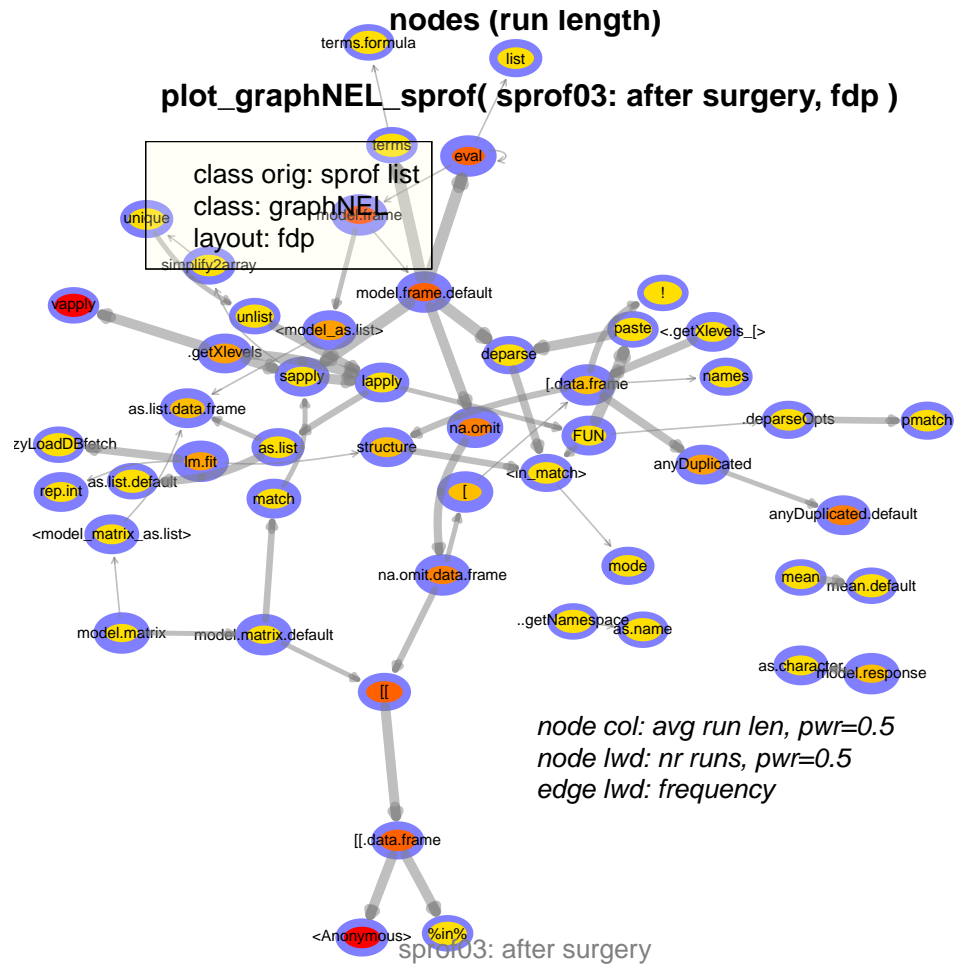 nodes (run length)
terms.formula
list
plot_graphNEL_sprof( sprof03: after surgery, fdp )
terms
eval
class orig: sprof list
class: graphNEL
layout: fdp
model.frame
unique
simplify2array
model.frame.default
vapply
!
unlist
<model_as.list>
paste
<.getXlevels_[>
.getXlevels
deparse
sapply
lapply
[.data.frame
names
as.list.data.frame
na.omit
.deparseOpts
pmatch
FUN
zyLoadDBfetch
as.list
structure
lm.fit
anyDuplicated
<in_match>
rep.int
as.list.default
match
[
anyDuplicated.default
<model_matrix_as.list>
mode
na.omit.data.frame
mean
mean.default
..getNamespace
as.name
model.matrix
model.matrix.default
as.character
model.response
[[
node col: avg run len, pwr=0.5
node lwd: nr runs, pwr=0.5
edge lwd: frequency
[[.data.frame
<Anonymous>
%in%
sprof03: after surgery